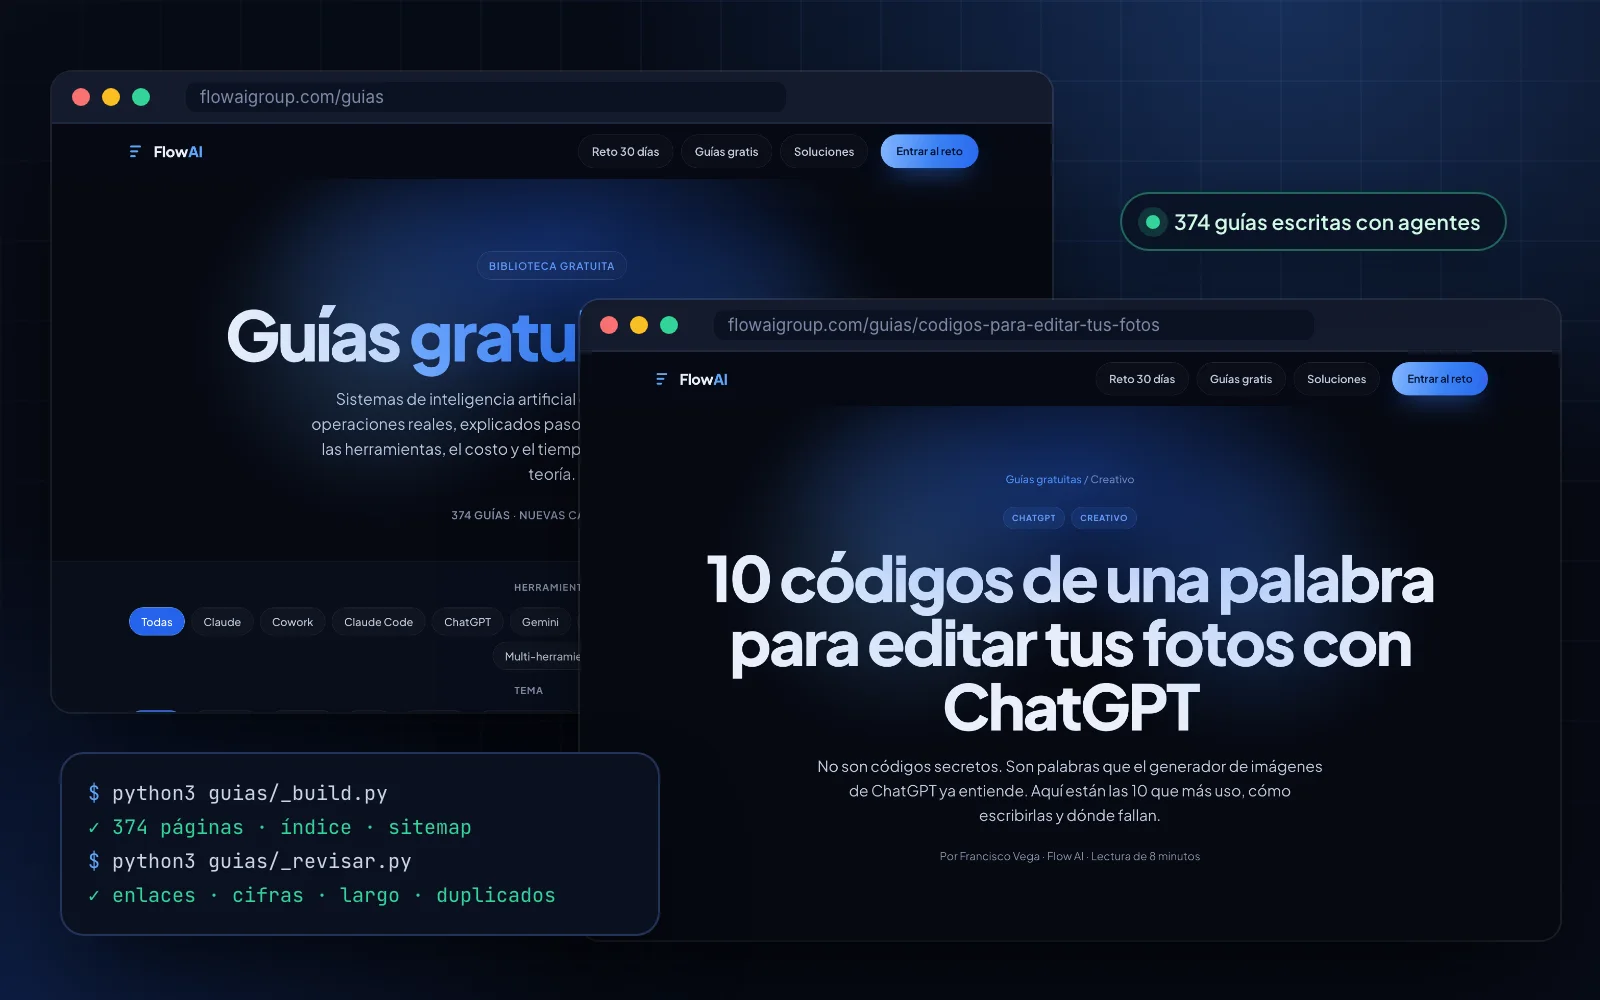 flowaigroup.com/guias
FlowAI
Reto 30 días
Guías gratis
Soluciones
Entrar al reto
BIBLIOTECA GRATUITA
Guías gratu
Sistemas de inteligencia artificial
operaciones reales, explicados paso
las herramientas, el costo y el tiemp
teoría.
374 GUÍAS · NUEVAS CA
HERRAMIENT
Todas
Claude
Cowork
Claude Code
ChatGPT
Gemini
Multi-herramie
TEMA
374 guías escritas con agentes
flowaigroup.com/guias/codigos-para-editar-tus-fotos
FlowAI
Reto 30 días
Guías gratis
Soluciones
Entrar al reto
Guías gratuitas / Creativo
CHATGPT
CREATIVO
10 códigos de una palabra
para editar tus fotos con
ChatGPT
No son códigos secretos. Son palabras que el generador de imágenes
de ChatGPT ya entiende. Aquí están las 10 que más uso, cómo
escribirlas y dónde fallan.
Por Francisco Vega · Flow AI · Lectura de 8 minutos
$ python3 guias/_build.py
✓ 374 páginas · índice · sitemap
$ python3 guias/_revisar.py
✓ enlaces · cifras · largo · duplicados